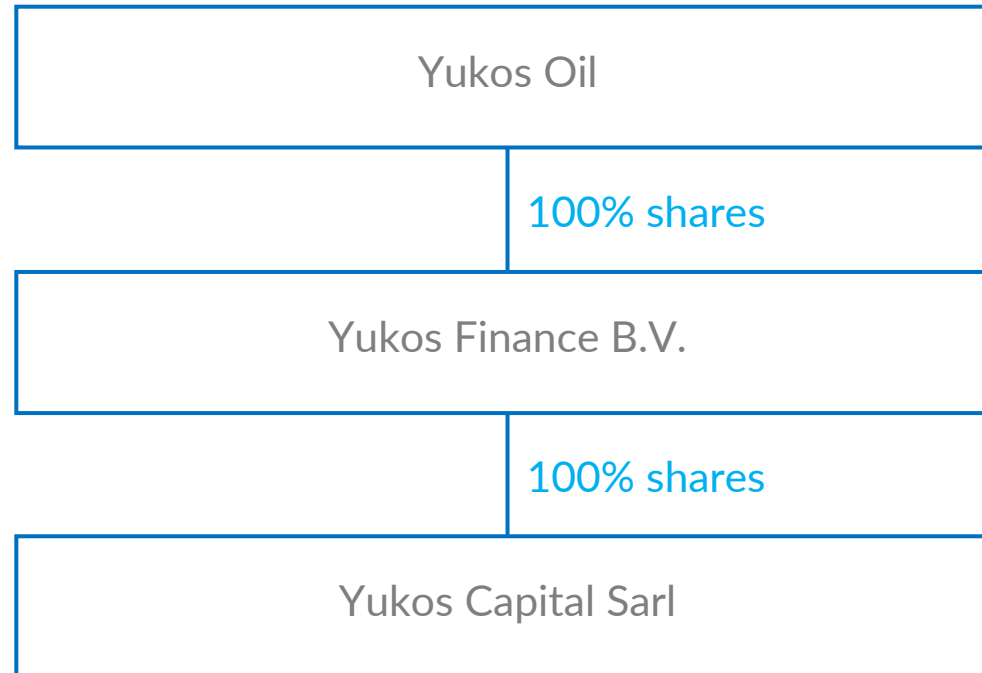 Yukos Oil
100% shares
Yukos Finance B.V.
100% shares
Yukos Capital Sarl